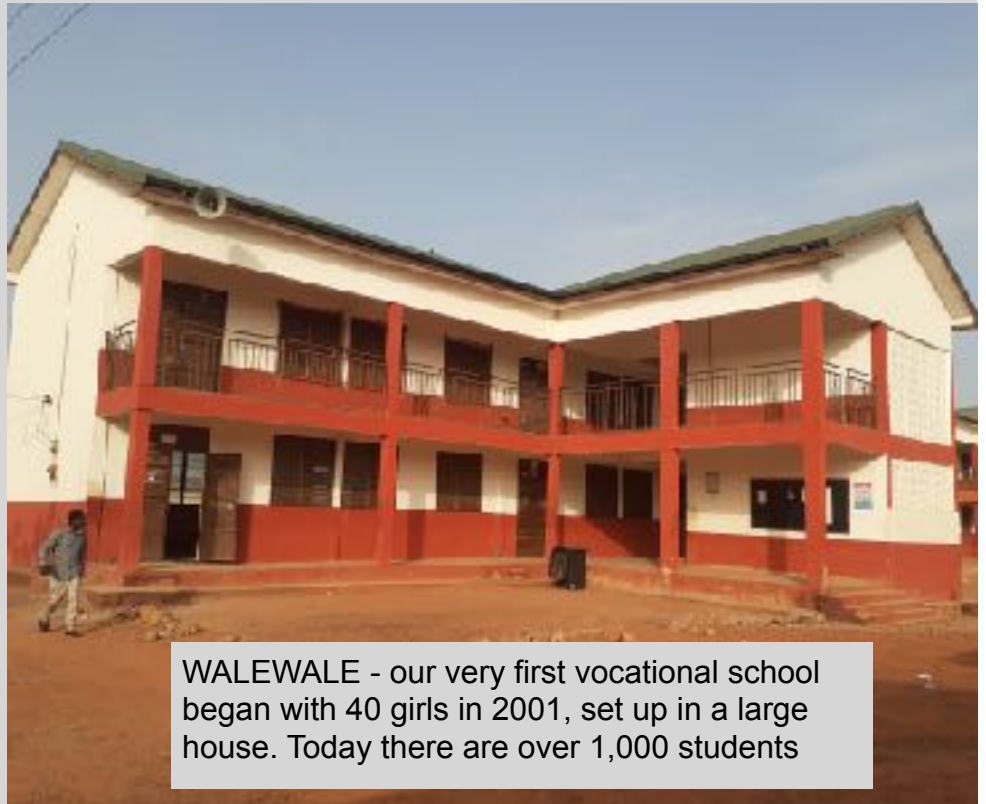 WALEWALE - our very first vocational school
began with 40 girls in 2001, set up in a large
house. Today there are over 1,000 students